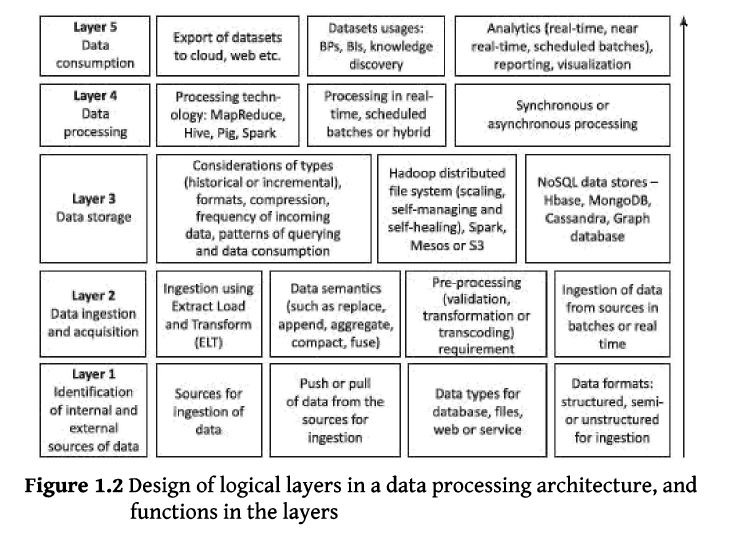 Layer 5
Data
consumption
Export of datasets
to cloud, web etc.
Datasets usages:
BPs, BIs, knowledge
discovery
Analytics (real-time, near
real-time, scheduled batches),
reporting, visualization
Layer 4
Data
processing
Processing tech-
nology: MapReduce,
Hive, Pig, Spark
Processing in real-
time, scheduled
batches or hybrid
Synchronous or
asynchronous processing
Layer 3
Data storage
Considerations of types
(historical or incremental),
formats, compression,
frequency of incoming
data, patterns of querying
and data consumption
Hadoop distributed
file system (scaling,
self-managing and
self-healing), Spark,
Mesos or S3
NoSQL data stores –
Hbase, MongoDB,
Cassandra, Graph
database
Layer 2
Data ingestion
and acquisition
Ingestion using
Extract Load
and Transform
(ELT)
Data semantics
(such as replace,
append, aggregate,
compact, fuse)
Pre-processing
(validation,
transformation or
transcoding)
requirement
Ingestion of data
from sources in
batches or real
time
Layer 1
Identification
of internal and
external
sources of data
Sources for
ingestion of
data
Push or pull
of data from the
sources for
ingestion
Data types for
database, files,
web or service
Data formats:
structured, semi-
or unstructured
for ingestion
Figure 1.2 Design of logical layers in a data processing architecture, and
functions in the layers